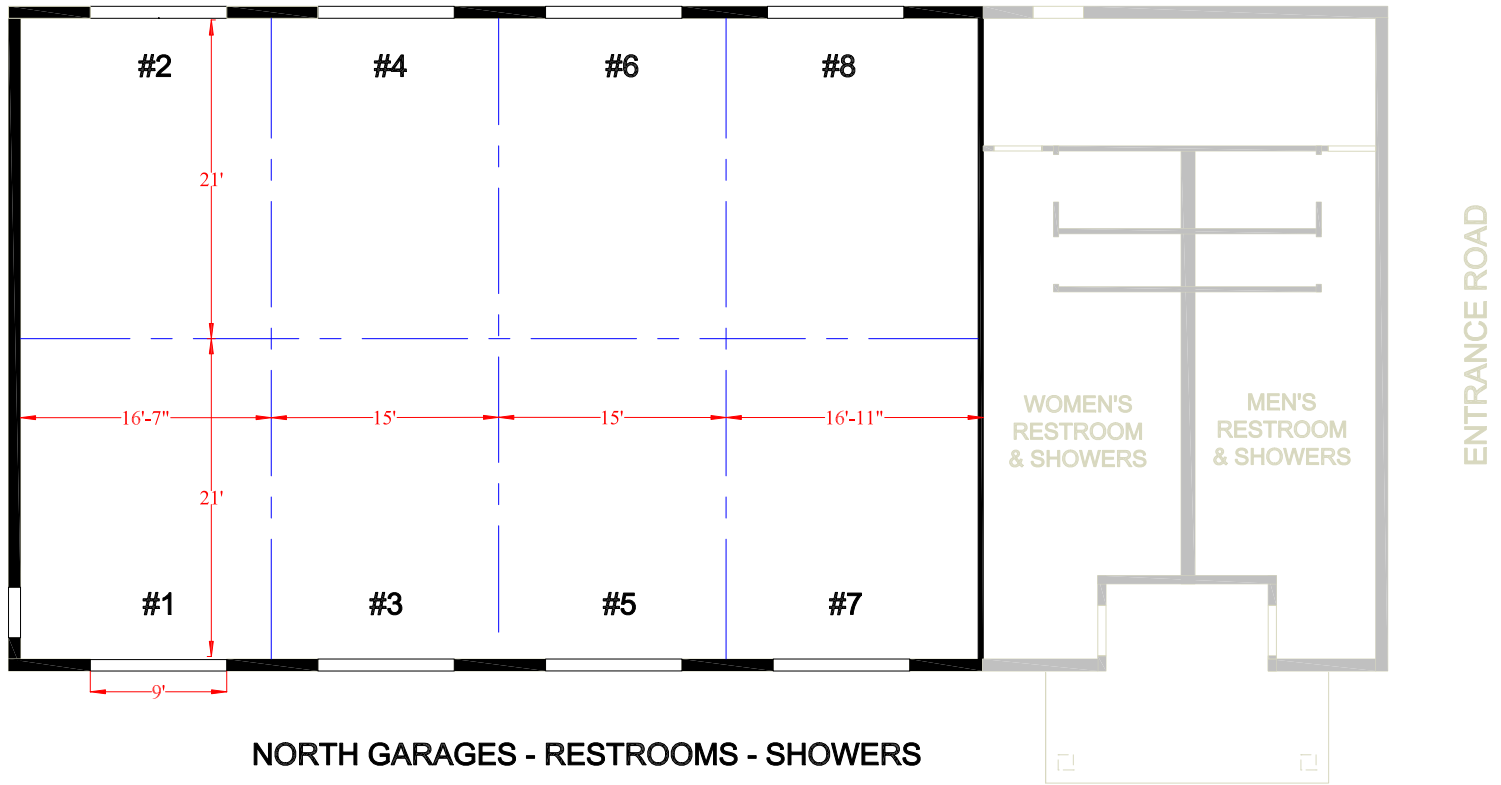 #2 #4 #6 #8
21'
16'-7" 15' 15' 16'-11"
21'
#1 #3 #5 #7
9'
WOMEN'S
RESTROOM
& SHOWERS
MEN'S
RESTROOM
& SHOWERS
ENTRANCE ROAD
NORTH GARAGES - RESTROOMS - SHOWERS